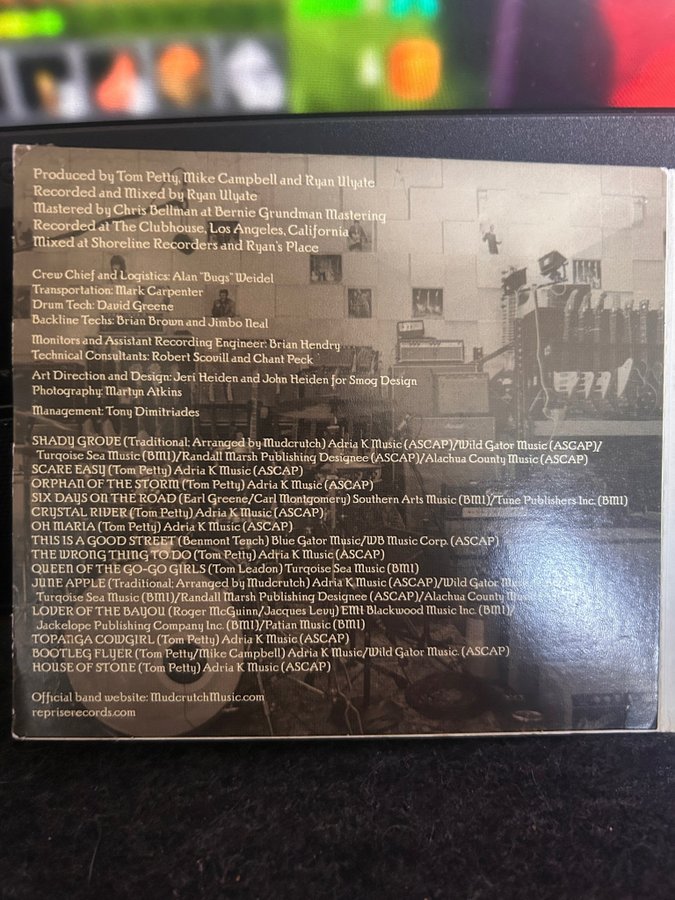 Produced by Tom Petty, Mike Campbell and Ryan Ulyate
Recorded and Mixed by Ryan Ulyate
Mastered by Chris Bellman at Bernie Grundman Mastering
Recorded at The Clubhouse, Los Angeles, California
Mixed at Shoreline Recorders and Ryan's Place
Crew Chief and Logistics: Alan "Bugs" Weidel
Transportation: Mark Carpenter
Drum Tech: David Greene
Backline Techs: Brian Brown and Jimbo Neal
Monitors and Assistant Recording Engineer: Brian Hendry
Technical Consultants: Robert Scovill and Chant Peck
Art Direction and Design: Jeri Heiden and John Heiden for Smog Design
Photography: Martyn Atkins
Management: Tony Dimitriades
SHADY GROVE (Traditional: Arranged by Mudcrutch) Adria K Music (ASCAP)/Wild Gator Music (ASCAP)/
Turqoise Sea Music (BMI)/Randall Marsh Publishing Designee (ASCAP)/Alachua County Music (ASCAP)
SCARE EASY (Tom Petty) Adria K Music (ASCAP)
ORPHAN OF THE STORM (Tom Petty) Adria K Music (ASCAP)
SIX DAYS ON THE ROAD (Earl Greene/Carl Montgomery) Southern Arts Music (BMI)/Tune Publishers Inc. (BMI)
CRYSTAL RIVER (Tom Petty) Adria K Music (ASCAP)
OH MARIA (Tom Petty) Adria K Music (ASCAP)
THIS IS A GOOD STREET (Benmont Tench) Blue Gator Music/WB Music Corp. (ASCAP)
THE WRONG THING TO DO (Tom Petty) Adria K Music (ASCAP)
QUEEN OF THE GO-GO GIRLS (Tom Leadon) Turqoise Sea Music (BMI)
JUNE APPLE (Traditional: Arranged by Mudcrutch) Adria K Music (ASCAP)/Wild Gator
Turqoise Sea Music (BMI)/Randall Marsh Publishing Designee (ASCAP)/Alachua County
LOVER OF THE BAYOU (Roger McGuinn/Jacques Levy) EMI Blackwood Music Inc. (BMI)/
Jackelope Publishing Company Inc. (BMI)/Patian Music (BMI)
TOPANGA COWGIRL (Tom Petty) Adria K Music (ASCAP)
BOOTLEG FLYER (Tom Petty/Mike Campbell) Adria K Music/Wild Gator Music. (ASCAP)
HOUSE OF STONE (Tom Petty) Adria K Music (ASCAP)
Official band website: MudcrutchMusic.com
repriserecords.com